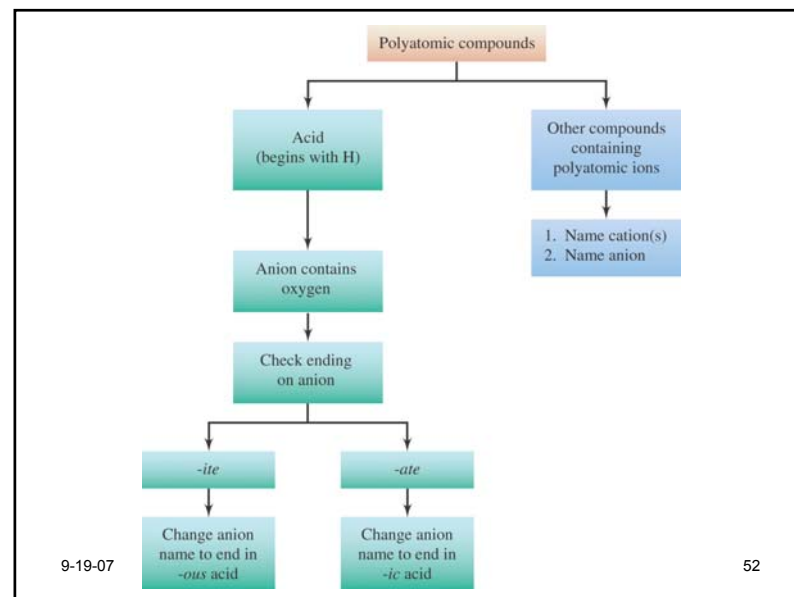 Polyatomic compounds
Acid
(begins with H)
Other compounds
containing
polyatomic ions
1. Name cation(s)
2. Name anion
Anion contains
oxygen
Check ending
on anion
-ite
-ate
Change anion
name to end in
-ous acid
Change anion
name to end in
-ic acid
9-19-07
52